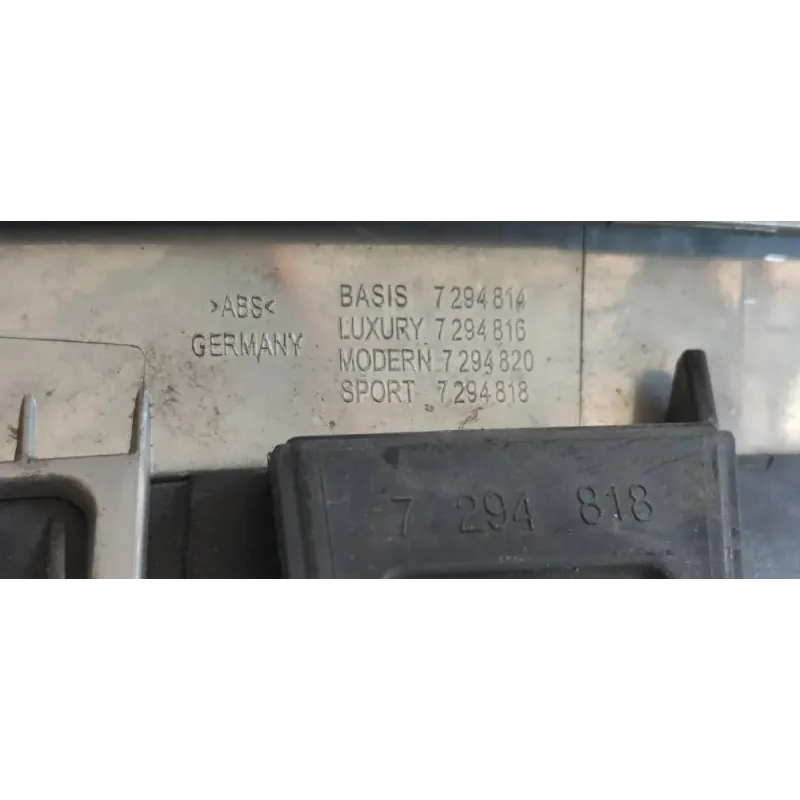 >ABS<
GERMANY
BASIS 7 294 814
LUXURY 7 294 816
MODERN 7 294 820
SPORT 7 294 818
7 294 818